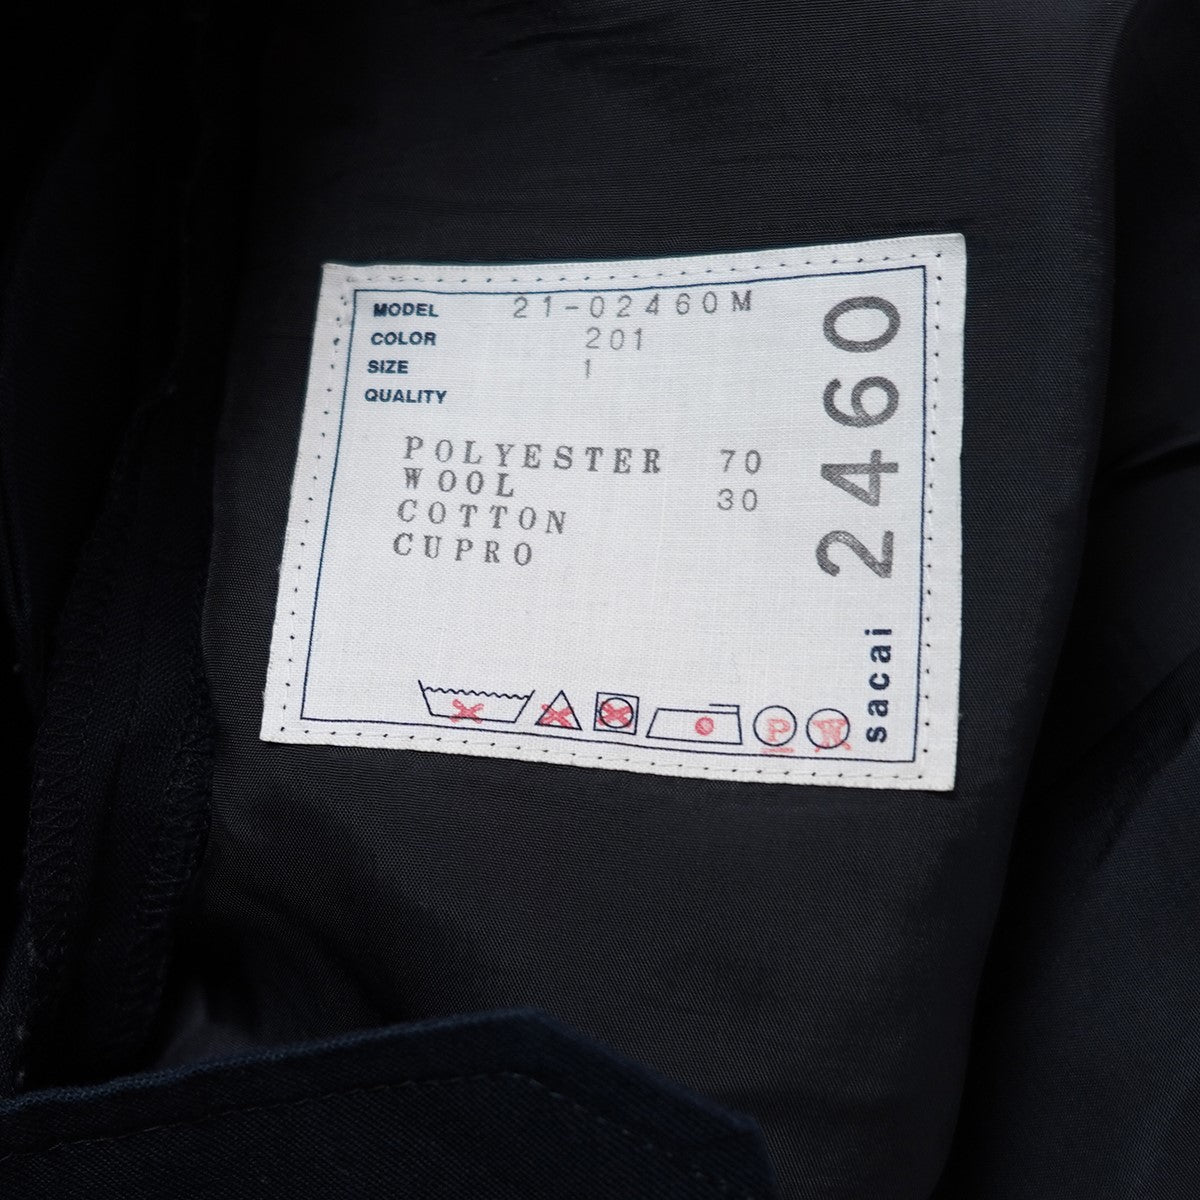 MODEL 21-02460M
COLOR 201
SIZE 1
QUALITY
POLYESTER 70
WOOL 30
COTTON
CUPRO
P W
sacai 2460